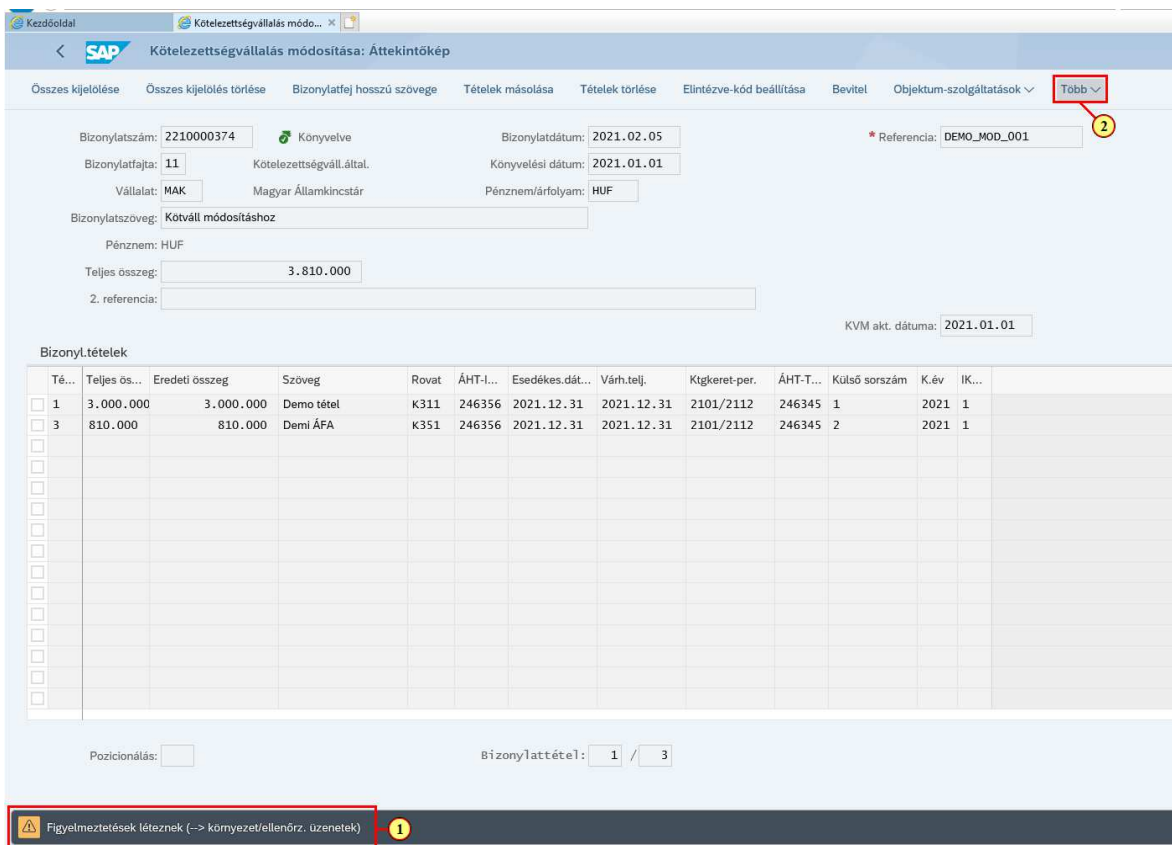 Kezdőoldal Kötelezettségvállalás módo... ×
SAP Kötelezettségvállalás módosítása: Áttekintőkép
Összes kijelölése Összes kijelölés törlése Bizonylatfej hosszú szövege Tételek másolása Tételek törlése Elintézve-kód beállítása Bevitel Objektum-szolgáltatások Több
2
Bizonylatszám: 2210000374 Könyvelve Bizonylatdátum: 2021.02.05 * Referencia: DEMO_MOD_001
Bizonylatfajta: 11 Kötelezettségváll.által. Könyvelési dátum: 2021.01.01
Vállalat: MAK Magyar Államkincstár Pénznem/árfolyam: HUF
Bizonylatszöveg: Kötváll módosításhoz
Pénznem: HUF
Teljes összeg: 3.810.000
2. referencia:
KVM akt. dátuma: 2021.01.01
Bizonyl.tételek
Té... Teljes ös... Eredeti összeg Szöveg Rovat ÁHT-I... Esedékes.dát... Várh.telj. Ktgkeret-per. ÁHT-T... Külső sorszám K.év IK...
1 3.000.000 3.000.000 Demo tétel K311 246356 2021.12.31 2021.12.31 2101/2112 246345 1 2021 1
3 810.000 810.000 Demi ÁFA K351 246356 2021.12.31 2021.12.31 2101/2112 246345 2 2021 1
Pozicionálás: Bizonylattétel: 1 / 3
Figyelmeztetések léteznek (--> környezet/ellenőrz. üzenetek) 1